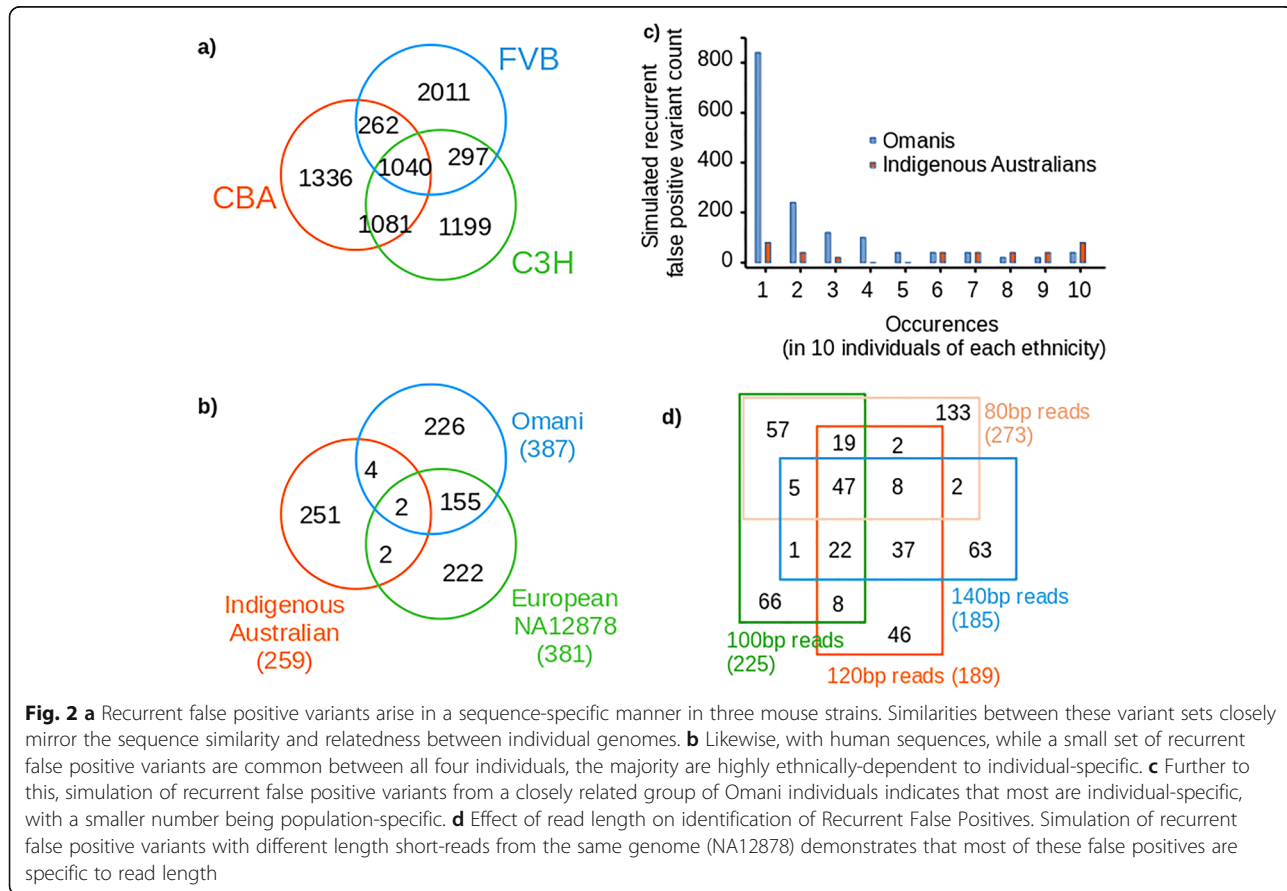 a)
FVB
2011
262
1040
297
1336
CBA
1081
1199
C3H
c)
Simulated recurrent
false positive variant count
800
600
400
200
0
Omanis
Indigenous Australians
1 2 3 4 5 6 7 8 9 10
Occurences
(in 10 individuals of each ethnicity)
b)
Omani
(387)
226
4
251
2
155
2
222
Indigenous
Australian
(259)
European
NA12878
(381)
d)
133
80bp reads
(273)
57
19
2
5
47
8
2
1
22
37
63
140bp reads
(185)
66
8
46
100bp reads
(225)
120bp reads (189)
Fig. 2 a Recurrent false positive variants arise in a sequence-specific manner in three mouse strains. Similarities between these variant sets closely
mirror the sequence similarity and relatedness between individual genomes. b Likewise, with human sequences, while a small set of recurrent
false positive variants are common between all four individuals, the majority are highly ethnically-dependent to individual-specific. c Further to
this, simulation of recurrent false positive variants from a closely related group of Omani individuals indicates that most are individual-specific,
with a smaller number being population-specific. d Effect of read length on identification of Recurrent False Positives. Simulation of recurrent
false positive variants with different length short-reads from the same genome (NA12878) demonstrates that most of these false positives are
specific to read length